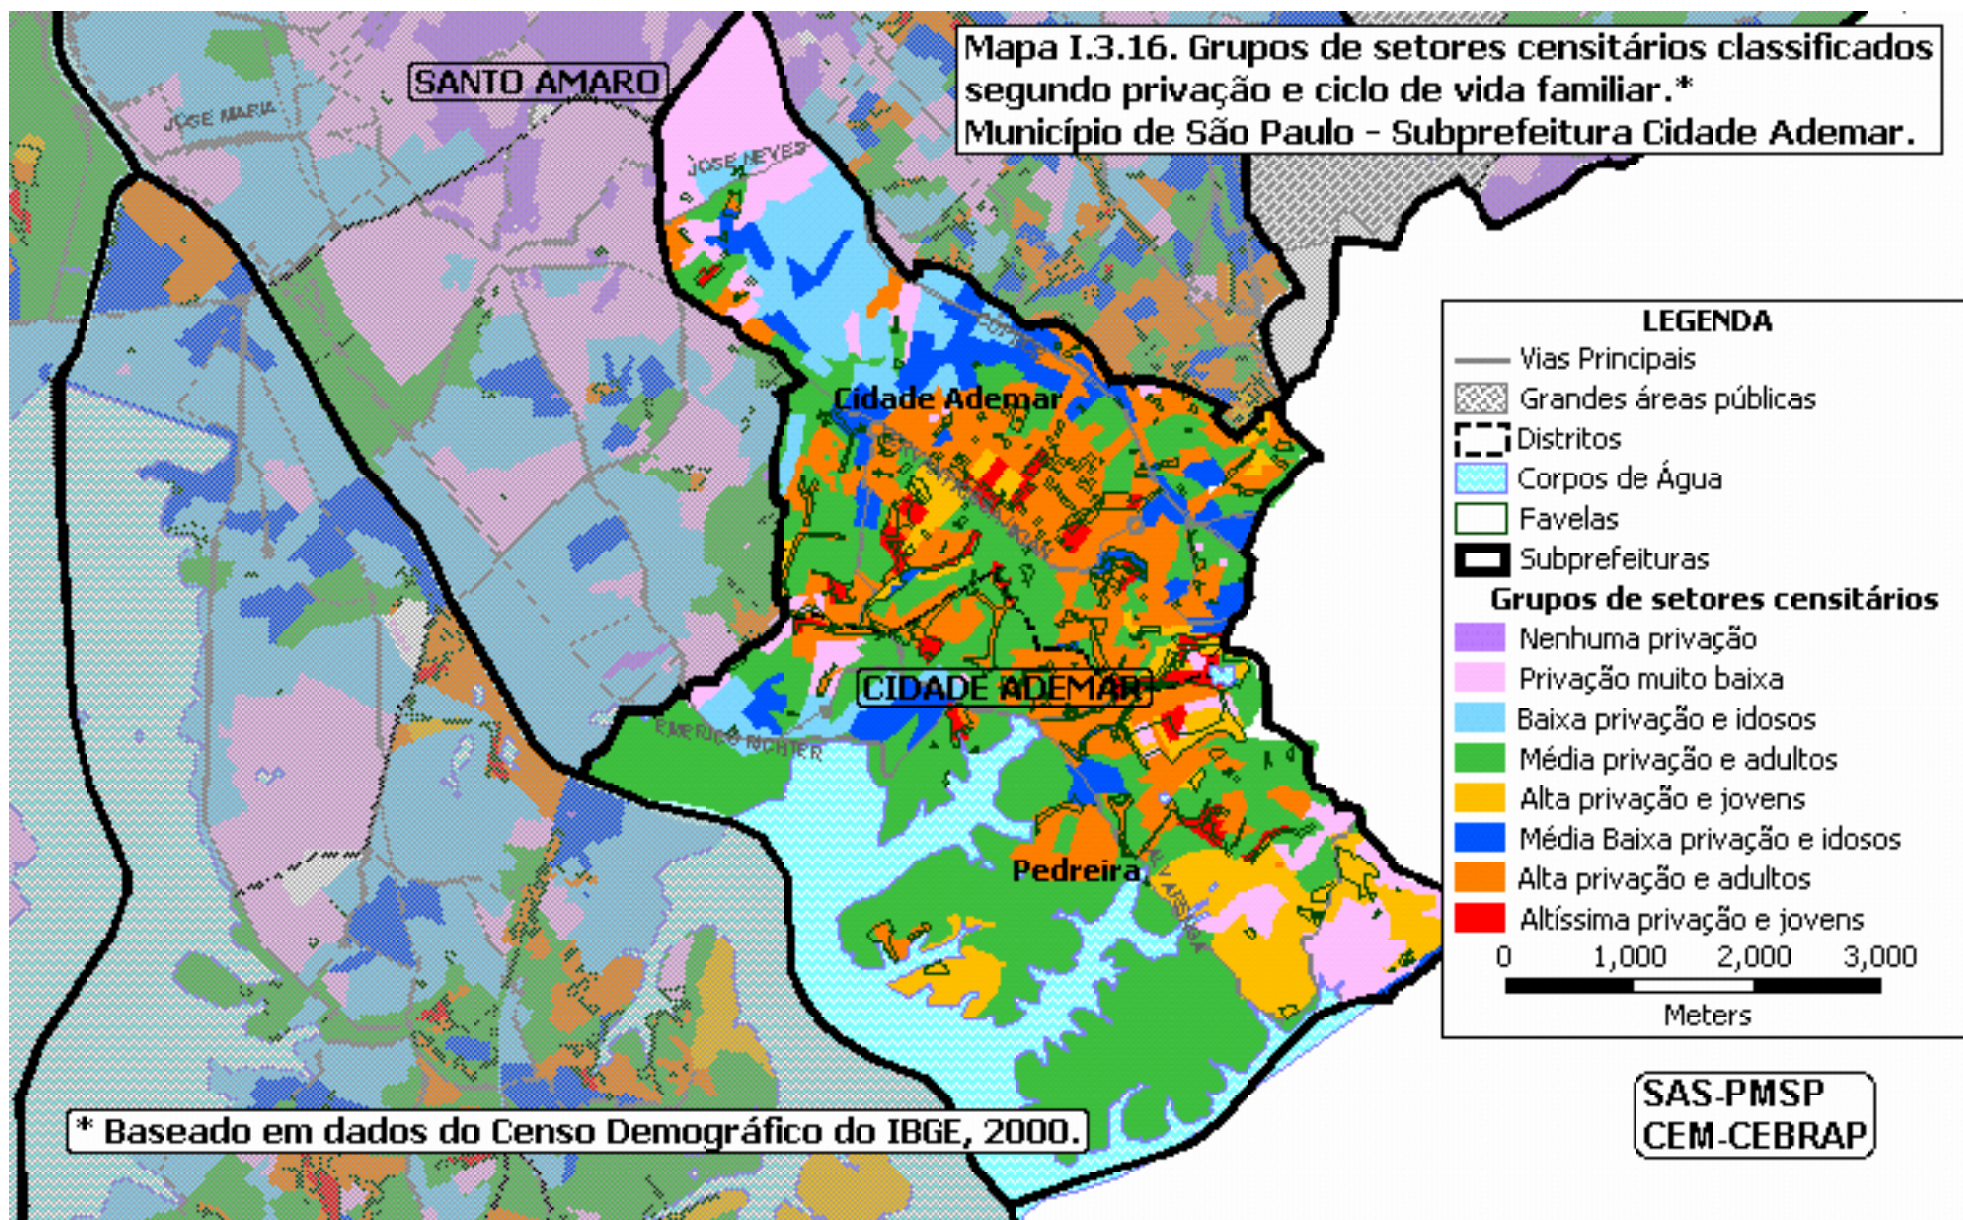 Mapa I.3.16. Grupos de setores censitários classificados
segundo privação e ciclo de vida familiar.*
Município de São Paulo - Subprefeitura Cidade Ademar.
SANTO AMARO
JOSE MARIA
JOSE NEVES
Cidade Ademar
CIDADE ADEMAR
EMERICO RICHTER
Pedreira
LEGENDA
Vias Principais
Grandes áreas públicas
Distritos
Corpos de Água
Favelas
Subprefeituras
Grupos de setores censitários
Nenhuma privação
Privação muito baixa
Baixa privação e idosos
Média privação e adultos
Alta privação e jovens
Média Baixa privação e idosos
Alta privação e adultos
Altíssima privação e jovens
0 1,000 2,000 3,000
Meters
SAS-PMSP
CEM-CEBRAP
* Baseado em dados do Censo Demográfico do IBGE, 2000.